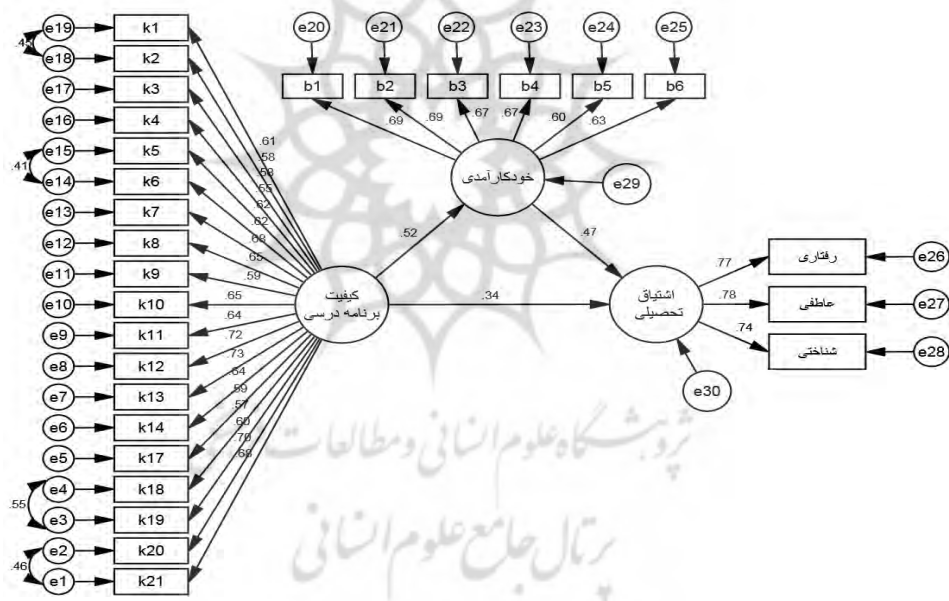 e19 k1
.45
e18 k2
e17 k3
e16 k4
e15 k5
.41
e14 k6
e13 k7
e12 k8
e11 k9
e10 k10
e9 k11
e8 k12
e7 k13
e6 k14
e5 k17
e4 k18
.55
e3 k19
e2 k20
.46
e1 k21
.61
.58
.58
.55
.62
.62
.68
.65
.59
.65
.64
.72
.73
.64
.59
.57
.60
.70
.68
کیفیت
برنامه درسی
e20 e21 e22 e23 e24 e25
b1 b2 b3 b4 b5 b6
.69 .69 .67 .67 .60 .63
خودکارآمدی
e29
.52
.47
.34
اشتیاق
تحصیلی
e30
.77
رفتاری
e26
.78
عاطفی
e27
.74
شناختی
e28
پژوهشگاه علوم انسانی و مطالعات
پرتال جامع علوم انسانی